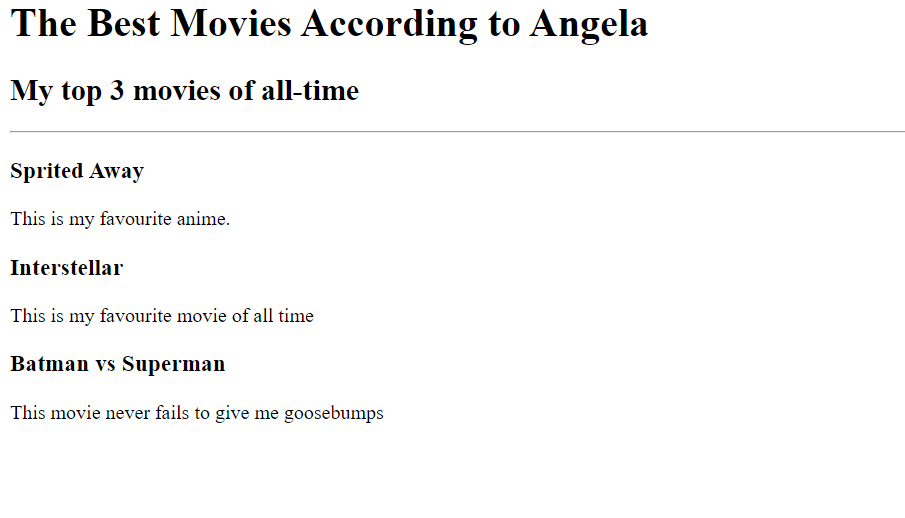 The Best Movies According to Angela
My top 3 movies of all-time
Sprited Away
This is my favourite anime.
Interstellar
This is my favourite movie of all time
Batman vs Superman
This movie never fails to give me goosebumps